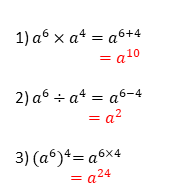 1) a⁶ × a⁴ = a⁶⁺⁴
= a¹⁰
2) a⁶ ÷ a⁴ = a⁶⁻⁴
= a²
3) (a⁶)⁴= a⁶ˣ⁴
= a²⁴